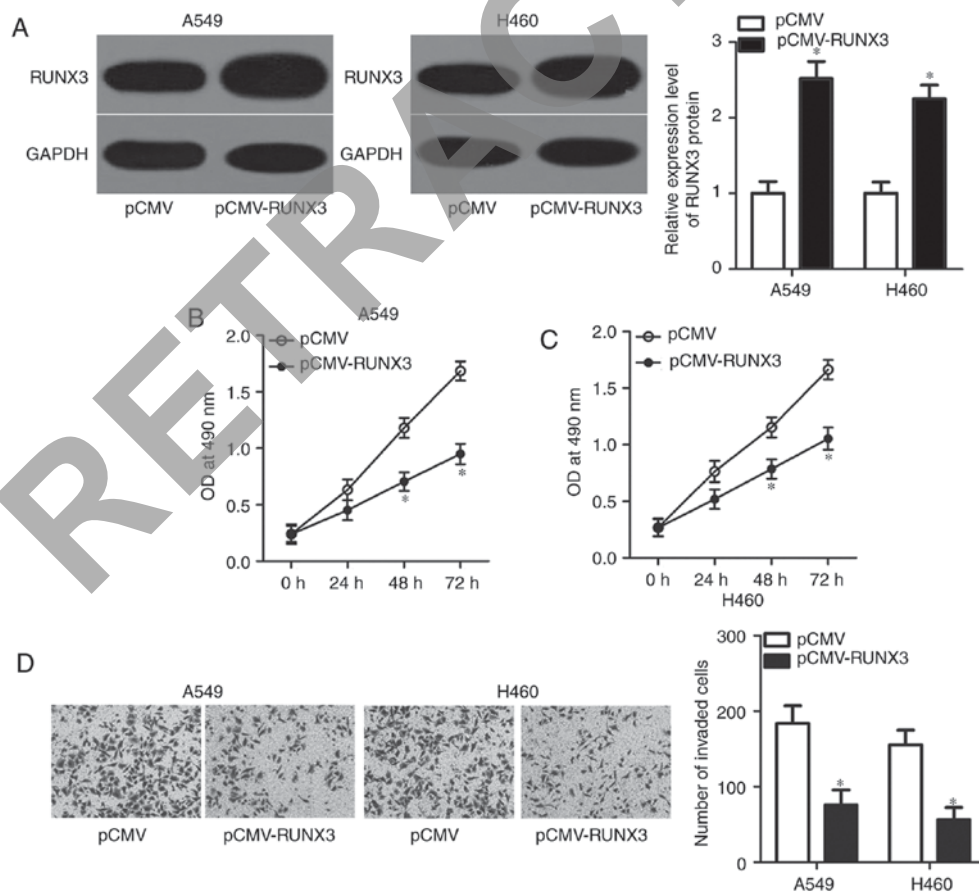 RETRACT
A
A549
H460
RUNX3
RUNX3
GAPDH
GAPDH
pCMV
pCMV-RUNX3
pCMV
pCMV-RUNX3
pCMV
pCMV-RUNX3
Relative expression level
of RUNX3 protein
3
2
1
0
*
*
A549
H460
B
A549
pCMV
pCMV-RUNX3
OD at 490 nm
2.0
1.5
1.0
0.5
0.0
*
*
0 h
24 h
48 h
72 h
C
pCMV
pCMV-RUNX3
OD at 490 nm
2.0
1.5
1.0
0.5
0.0
*
*
0 h
24 h
48 h
72 h
H460
D
A549
H460
pCMV
pCMV-RUNX3
pCMV
pCMV-RUNX3
pCMV
pCMV-RUNX3
Number of invaded cells
300
200
100
0
*
*
A549
H460